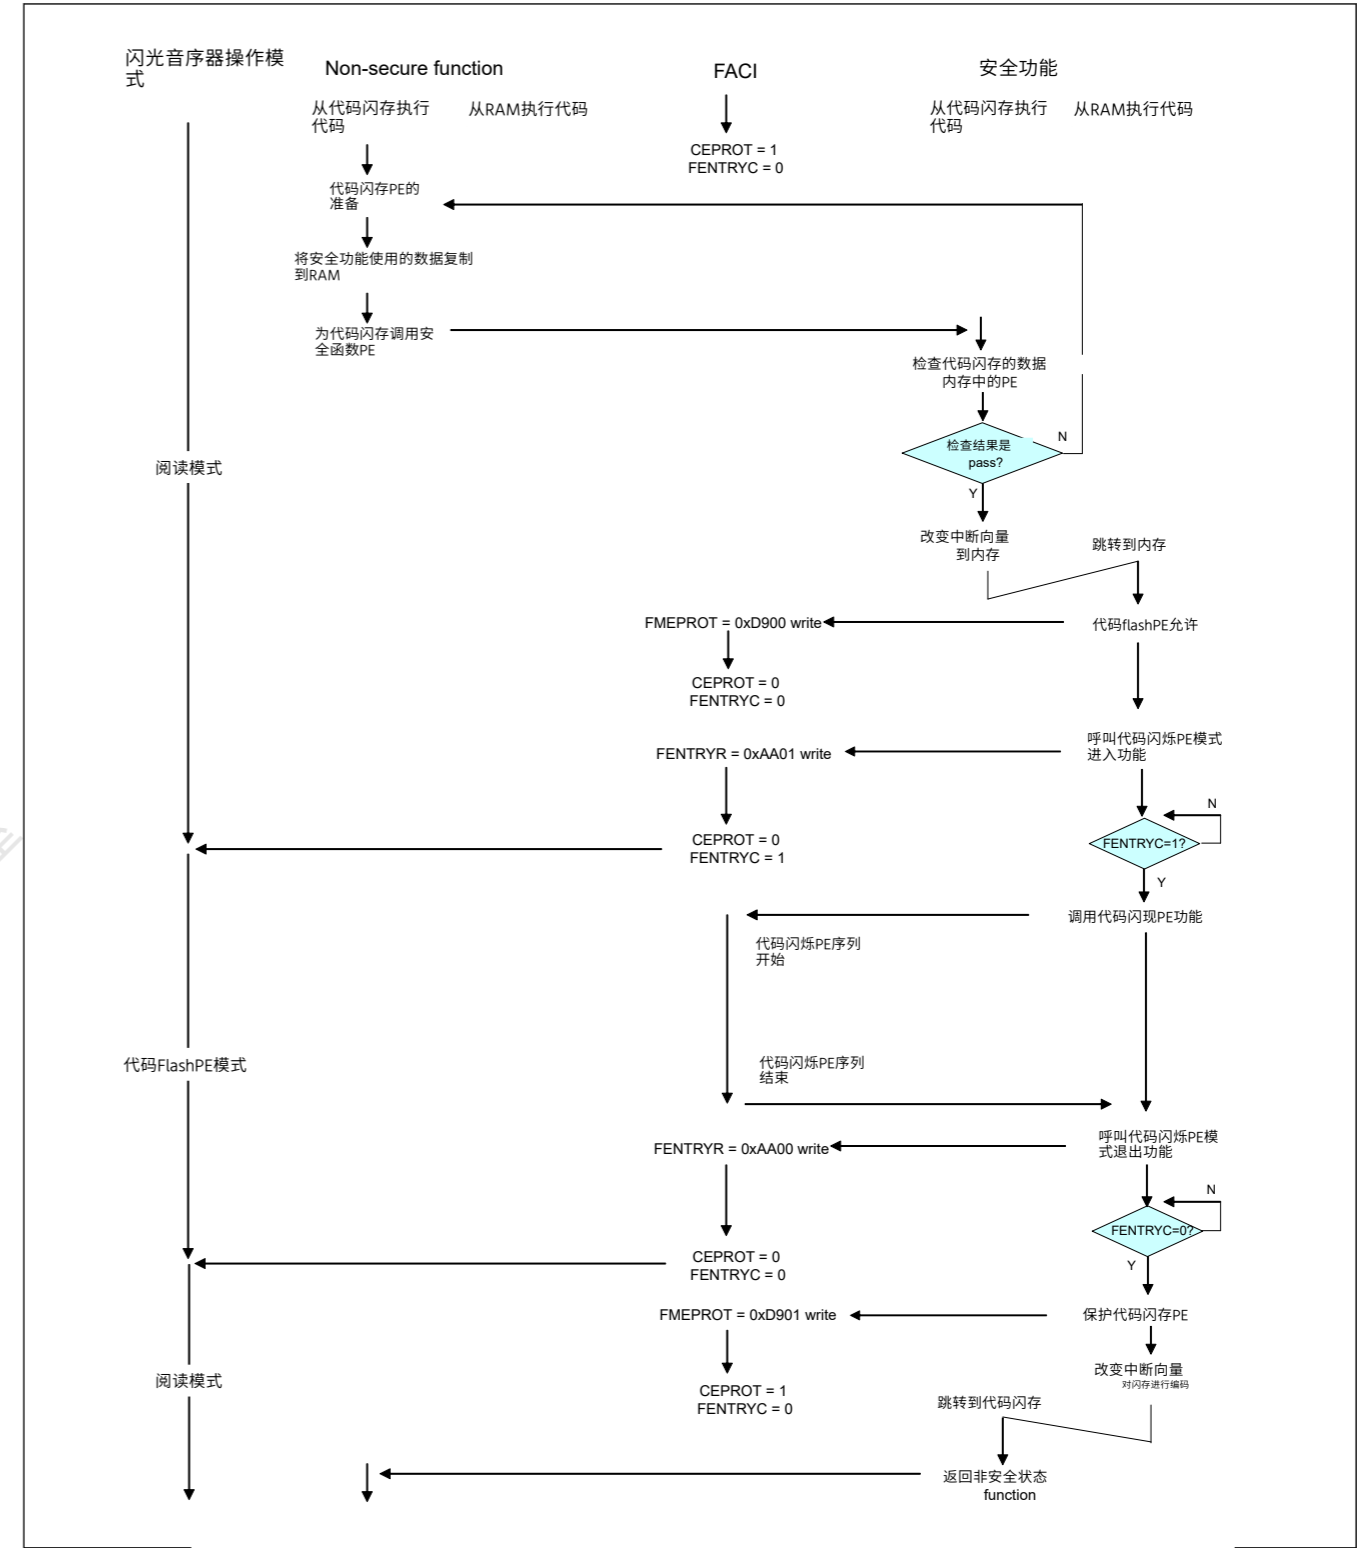 闪光音序器操作模
式
Non-secure function
FACI
安全功能
从代码闪存执行
代码
从RAM执行代码
从代码闪存执行
代码
从RAM执行代码
CEPROT = 1
FENTRYC = 0
代码闪存PE的
准备
将安全功能使用的数据复制
到RAM
为代码闪存调用安
全函数PE
检查代码闪存的数据
内存中的PE
检查结果是
pass?
N
Y
阅读模式
改变中断向量
到内存
跳转到内存
FMEPROT = 0xD900 write
代码flashPE允许
CEPROT = 0
FENTRYC = 0
呼叫代码闪烁PE模式
进入功能
FENTRYR = 0xAA01 write
N
CEPROT = 0
FENTRYC = 1
FENTRYC=1?
Y
调用代码闪现PE功能
代码闪烁PE序列
开始
代码FlashPE模式
代码闪烁PE序列
结束
呼叫代码闪烁PE模
式退出功能
FENTRYR = 0xAA00 write
N
FENTRYC=0?
CEPROT = 0
FENTRYC = 0
Y
FMEPROT = 0xD901 write
保护代码闪存PE
阅读模式
改变中断向量
对闪存进行编码
CEPROT = 1
FENTRYC = 0
跳转到代码闪存
返回非安全状态
function